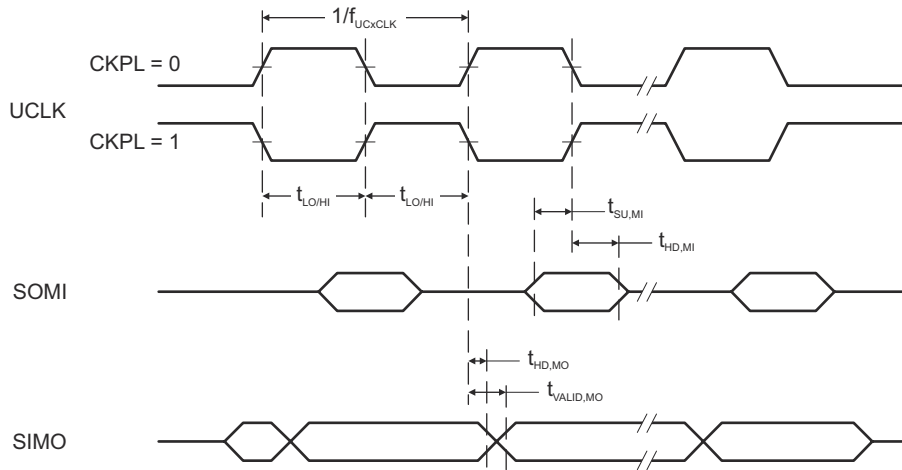 1/fUCxCLK
CKPL = 0
UCLK
CKPL = 1
tLO/HI tLO/HI
tSU,MI
tHD,MI
SOMI
tHD,MO
tVALID,MO
SIMO